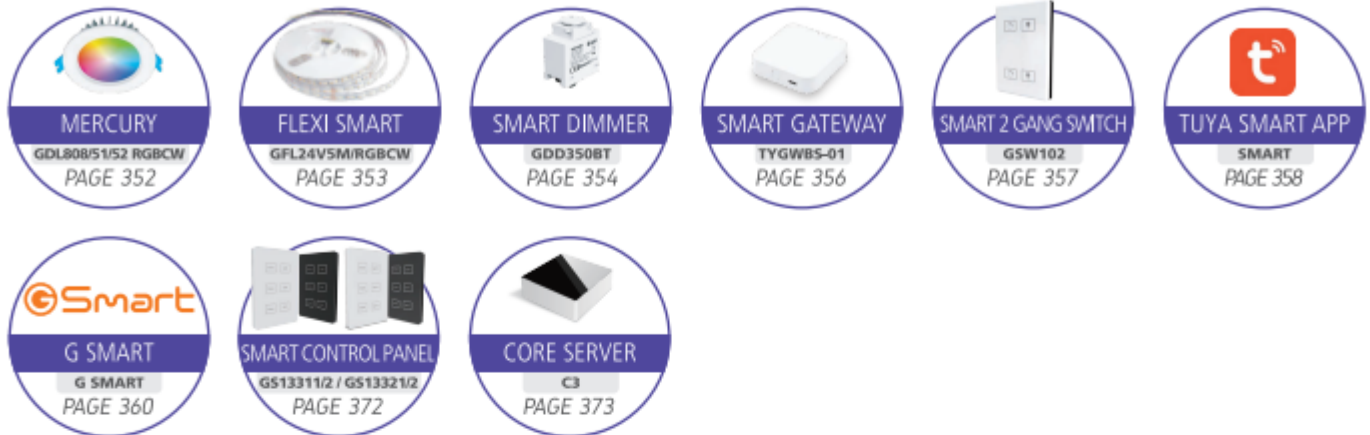 MERCURY
GDL808/51/52 RGBCW
PAGE 352
FLEXI SMART
GFL24V5M/RGBCW
PAGE 353
SMART DIMMER
GDD350BT
PAGE 354
SMART GATEWAY
TYGWBS-01
PAGE 356
SMART 2 GANG SWITCH
GSW102
PAGE 357
t
TUYA SMART APP
SMART
PAGE 358
GSmart
G SMART
G SMART
PAGE 360
SMART CONTROL PANEL
GS13311/2 / GS13321/2
PAGE 372
CORE SERVER
C3
PAGE 373